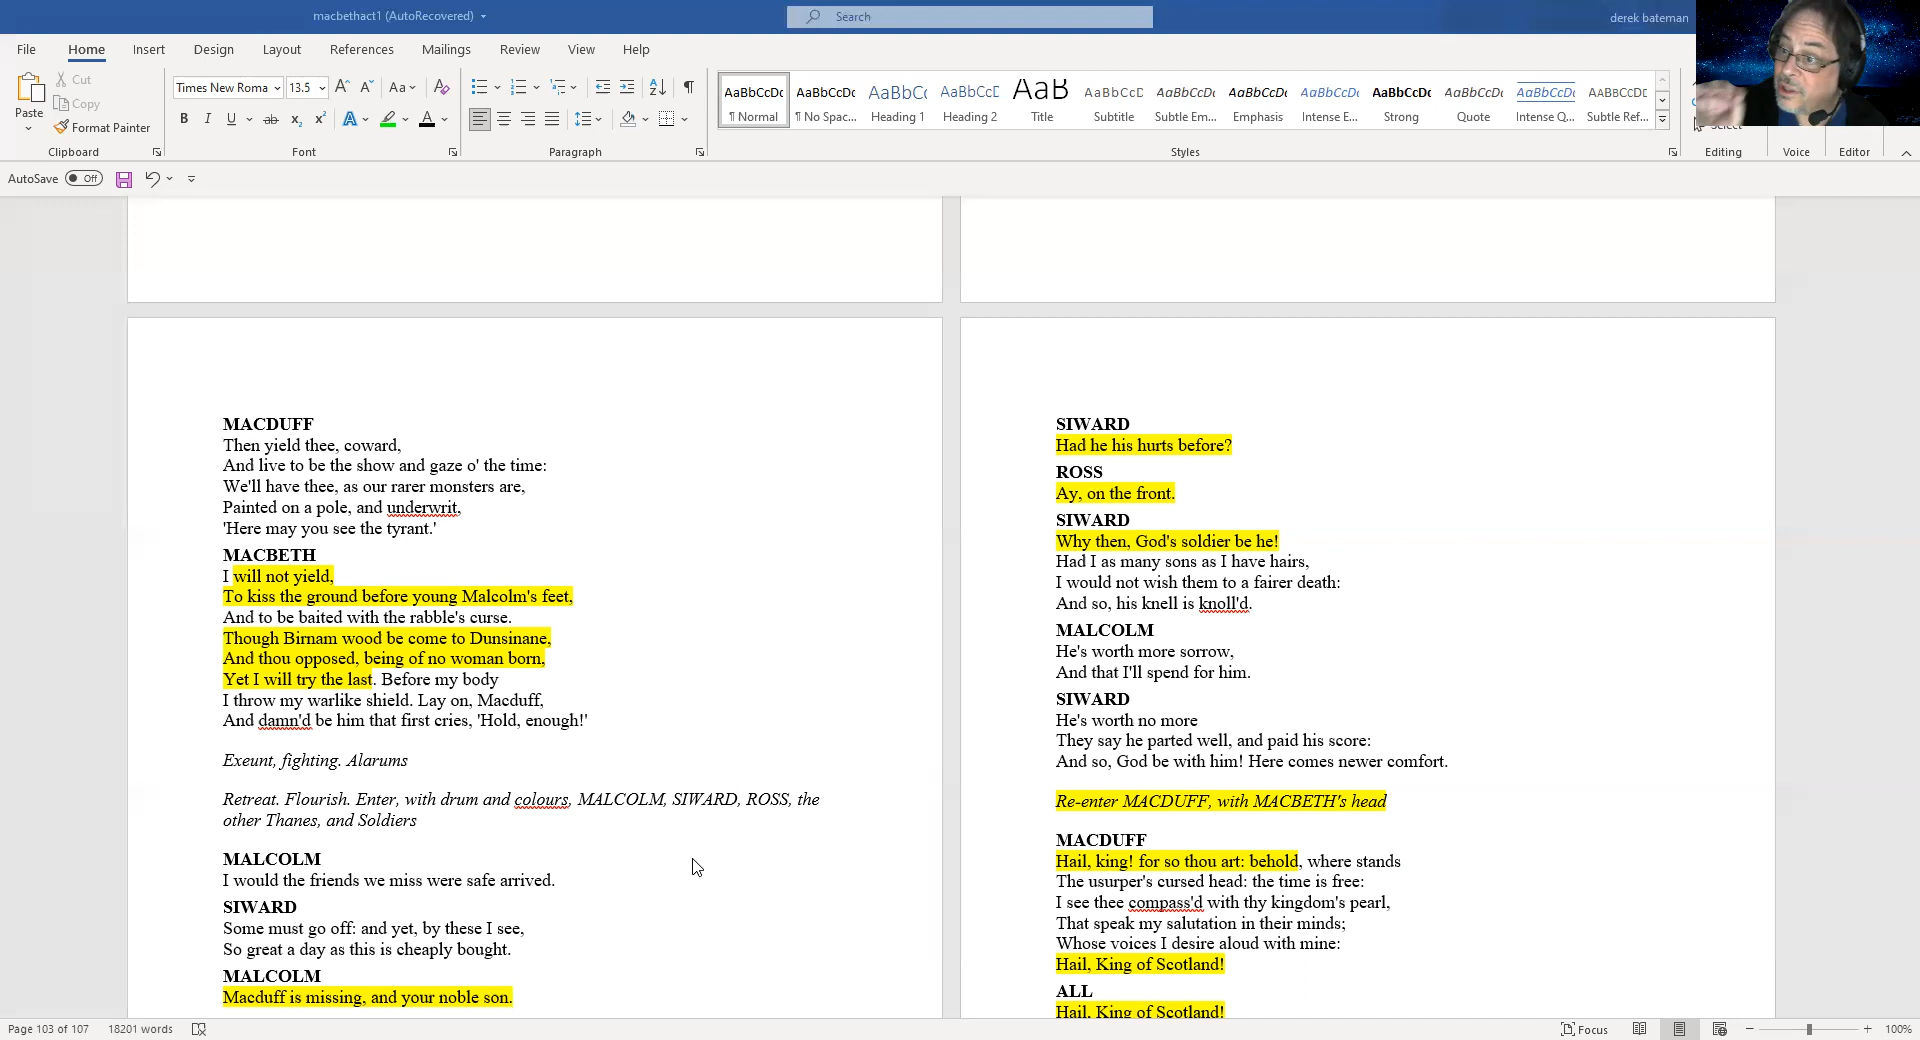 macbethact1 (AutoRecovered)
Search
derek bateman
File Home Insert Design Layout References Mailings Review View Help
Paste
Cut
Copy
Format Painter
Clipboard
Times New Roma 13.5 Aa
B I U ab x₂ x² A A
Font
Paragraph
AaBbCcDc AaBbCcDc AaBbC( AaBbCcD AaB AaBbCcD AaBbCcDc AaBbCcDc AaBbCcDc AaBbCcDc AaBbCcDc AaBbCcDc AABBCCDE
¶ Normal ¶ No Spac... Heading 1 Heading 2 Title Subtitle Subtle Em... Emphasis Intense E... Strong Quote Intense Q... Subtle Ref...
Styles
Select
Editing
Voice
Editor
AutoSave Off
MACDUFF
Then yield thee, coward,
And live to be the show and gaze o' the time:
We'll have thee, as our rarer monsters are,
Painted on a pole, and underwrit,
'Here may you see the tyrant.'
MACBETH
I will not yield,
To kiss the ground before young Malcolm's feet,
And to be baited with the rabble's curse.
Though Birnam wood be come to Dunsinane,
And thou opposed, being of no woman born,
Yet I will try the last. Before my body
I throw my warlike shield. Lay on, Macduff,
And damn'd be him that first cries, 'Hold, enough!'
Exeunt, fighting. Alarums
Retreat. Flourish. Enter, with drum and colours, MALCOLM, SIWARD, ROSS, the
other Thanes, and Soldiers
MALCOLM
I would the friends we miss were safe arrived.
SIWARD
Some must go off: and yet, by these I see,
So great a day as this is cheaply bought.
MALCOLM
Macduff is missing, and your noble son.
SIWARD
Had he his hurts before?
ROSS
Ay, on the front.
SIWARD
Why then, God's soldier be he!
Had I as many sons as I have hairs,
I would not wish them to a fairer death:
And so, his knell is knoll'd.
MALCOLM
He's worth more sorrow,
And that I'll spend for him.
SIWARD
He's worth no more
They say he parted well, and paid his score:
And so, God be with him! Here comes newer comfort.
Re-enter MACDUFF, with MACBETH's head
MACDUFF
Hail, king! for so thou art: behold, where stands
The usurper's cursed head: the time is free:
I see thee compass'd with thy kingdom's pearl,
That speak my salutation in their minds;
Whose voices I desire aloud with mine:
Hail, King of Scotland!
ALL
Hail, King of Scotland!
Page 103 of 107 18201 words
Focus
100%